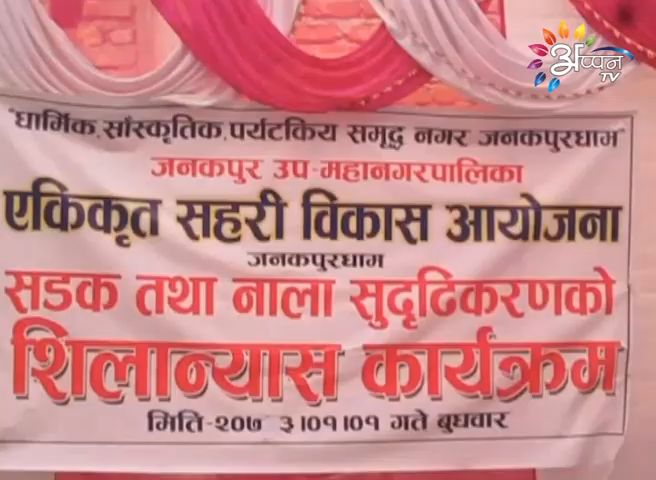 अप्पन
TV
"धार्मिक,साँस्कृतिक,पर्यटकिय समृद्ध नगर जनकपुरधाम"
जनकपुर उप-महानगरपालिका
एकिकृत सहरी विकास आयोजना
जनकपुरधाम
सडक तथा नाला सुदृढिकरणको
शिलान्यास कार्यक्रम
मिति-२०७३।०१।०१ गते बुधवार